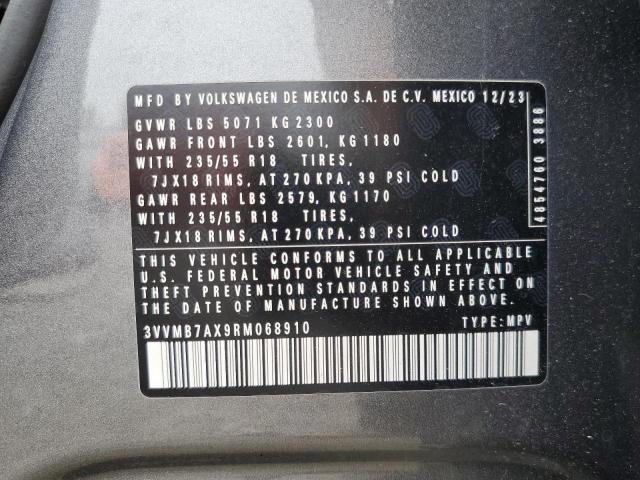 MFD BY VOLKSWAGEN DE MEXICO S.A. DE C.V. MEXICO 12/23
GVWR LBS 5071 KG 2300
GAWR FRONT LBS 2601, KG 1180
WITH 235/55 R18 TIRES,
7JX18 RIMS, AT 270 KPA, 39 PSI COLD
GAWR REAR LBS 2579, KG 1170
WITH 235/55 R18 TIRES,
7JX18 RIMS, AT 270 KPA, 39 PSI COLD
4854760 3886
THIS VEHICLE CONFORMS TO ALL APPLICABLE
U.S. FEDERAL MOTOR VEHICLE SAFETY AND
THEFT PREVENTION STANDARDS IN EFFECT ON
THE DATE OF MANUFACTURE SHOWN ABOVE.
3VVMB7AX9RM068910 TYPE: MPV